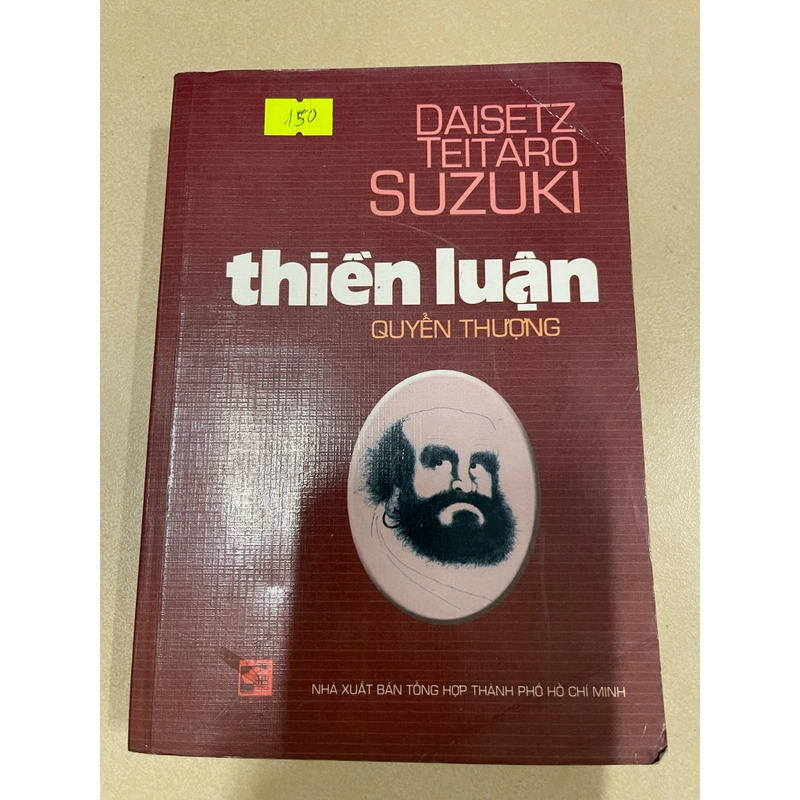 150
DAISETZ
TEITARO
SUZUKI
thiền luận
QUYỂN THƯỢNG
NHÀ XUẤT BẢN TỔNG HỢP THÀNH PHỐ HỒ CHÍ MINH